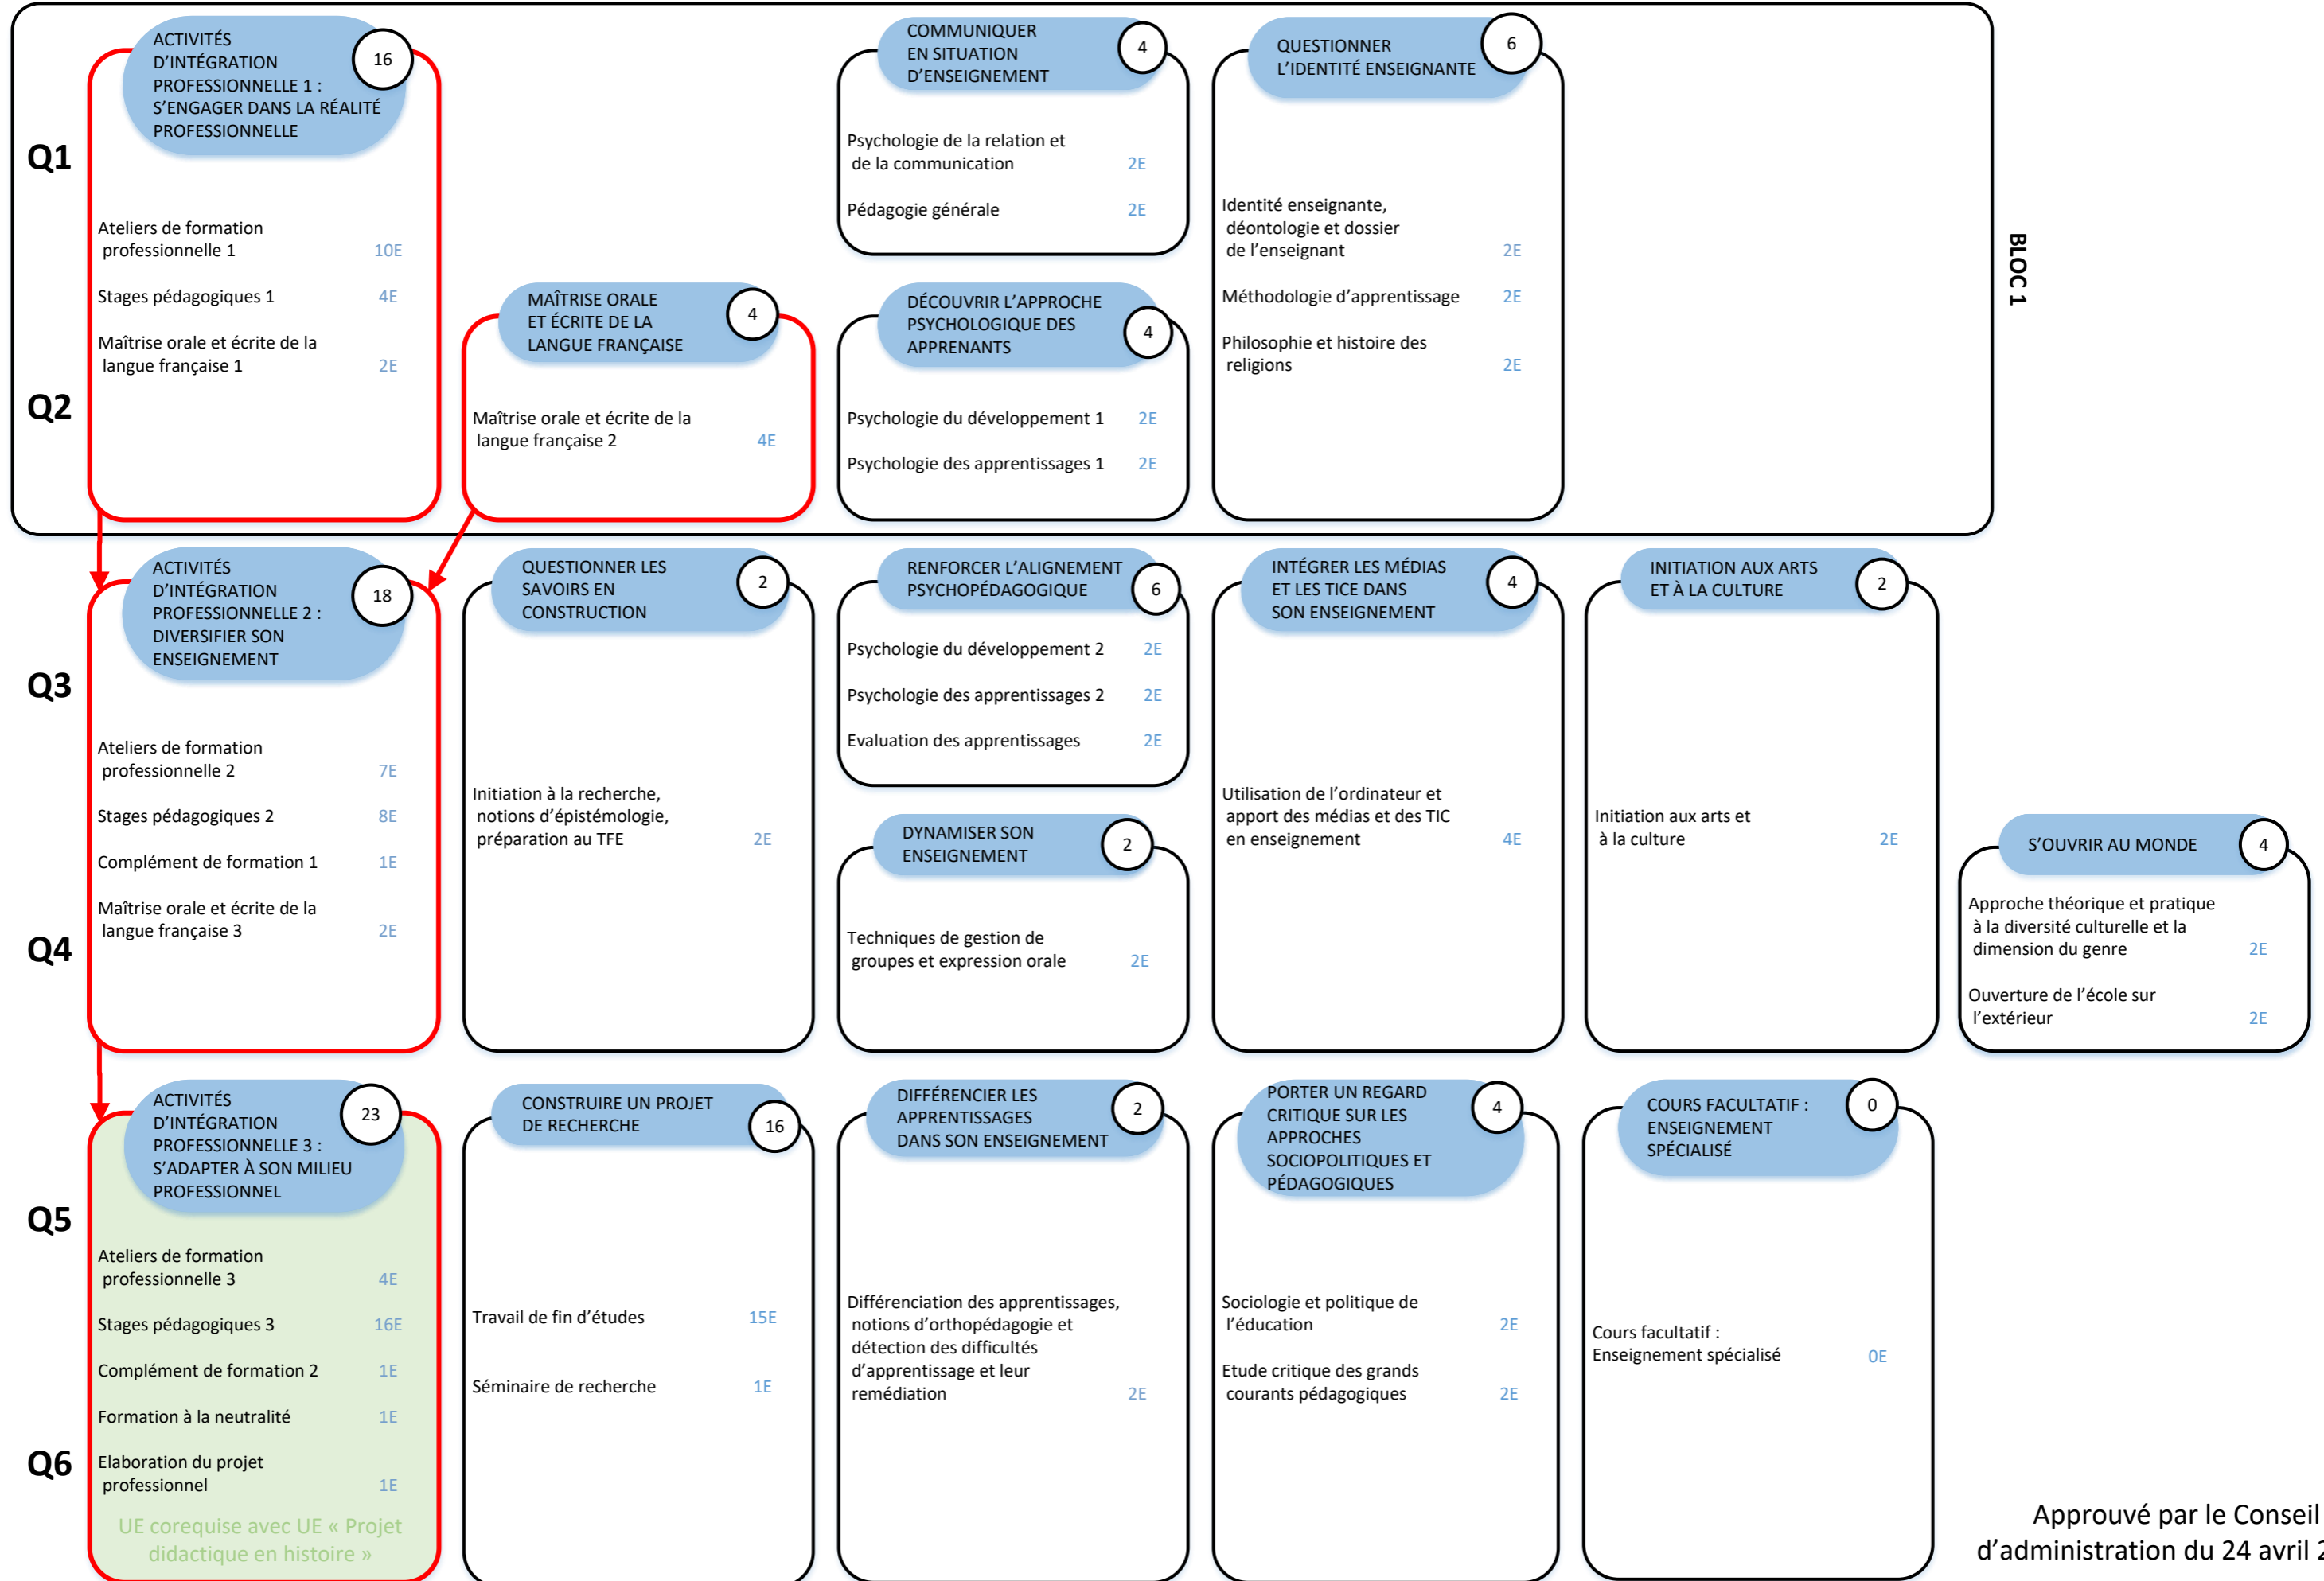 ACTIVITÉS
D’INTÉGRATION
PROFESSIONNELLE 1 :
S’ENGAGER DANS LA RÉALITÉ
PROFESSIONNELLE
16
Ateliers de formation
professionnelle 1 10E
Stages pédagogiques 1 4E
Maîtrise orale et écrite de la
langue française 1 2E
MAÎTRISE ORALE
ET ÉCRITE DE LA
LANGUE FRANÇAISE
4
Maîtrise orale et écrite de la
langue française 2 4E
COMMUNIQUER
EN SITUATION
D’ENSEIGNEMENT
4
Psychologie de la relation et
de la communication 2E
Pédagogie générale 2E
DÉCOUVRIR L’APPROCHE
PSYCHOLOGIQUE DES
APPRENANTS
4
Psychologie du développement 1 2E
Psychologie des apprentissages 1 2E
QUESTIONNER
L’IDENTITÉ ENSEIGNANTE
6
Identité enseignante,
déontologie et dossier
de l’enseignant 2E
Méthodologie d’apprentissage 2E
Philosophie et histoire des
religions 2E
Q1
Q2
BLOC 1
ACTIVITÉS
D’INTÉGRATION
PROFESSIONNELLE 2 :
DIVERSIFIER SON
ENSEIGNEMENT
18
Ateliers de formation
professionnelle 2 7E
Stages pédagogiques 2 8E
Complément de formation 1 1E
Maîtrise orale et écrite de la
langue française 3 2E
QUESTIONNER LES
SAVOIRS EN
CONSTRUCTION
2
Initiation à la recherche,
notions d’épistémologie,
préparation au TFE 2E
RENFORCER L’ALIGNEMENT
PSYCHOPÉDAGOGIQUE
6
Psychologie du développement 2 2E
Psychologie des apprentissages 2 2E
Evaluation des apprentissages 2E
DYNAMISER SON
ENSEIGNEMENT
2
Techniques de gestion de
groupes et expression orale 2E
INTÉGRER LES MÉDIAS
ET LES TICE DANS
SON ENSEIGNEMENT
4
Utilisation de l’ordinateur et
apport des médias et des TIC
en enseignement 4E
INITIATION AUX ARTS
ET À LA CULTURE
2
Initiation aux arts et
à la culture 2E
S’OUVRIR AU MONDE
4
Approche théorique et pratique
à la diversité culturelle et la
dimension du genre 2E
Ouverture de l’école sur
l’extérieur 2E
Q3
Q4
ACTIVITÉS
D’INTÉGRATION
PROFESSIONNELLE 3 :
S’ADAPTER À SON MILIEU
PROFESSIONNEL
23
Ateliers de formation
professionnelle 3 4E
Stages pédagogiques 3 16E
Complément de formation 2 1E
Formation à la neutralité 1E
Elaboration du projet
professionnel 1E
UE corequise avec UE « Projet
didactique en histoire »
CONSTRUIRE UN PROJET
DE RECHERCHE
16
Travail de fin d’études 15E
Séminaire de recherche 1E
DIFFÉRENCIER LES
APPRENTISSAGES
DANS SON ENSEIGNEMENT
2
Différenciation des apprentissages,
notions d’orthopédagogie et
détection des difficultés
d’apprentissage et leur
remédiation 2E
PORTER UN REGARD
CRITIQUE SUR LES
APPROCHES
SOCIOPOLITIQUES ET
PÉDAGOGIQUES
4
Sociologie et politique de
l’éducation 2E
Etude critique des grands
courants pédagogiques 2E
COURS FACULTATIF :
ENSEIGNEMENT
SPÉCIALISÉ
0
Cours facultatif :
Enseignement spécialisé 0E
Q5
Q6
Approuvé par le Conseil
d’administration du 24 avril